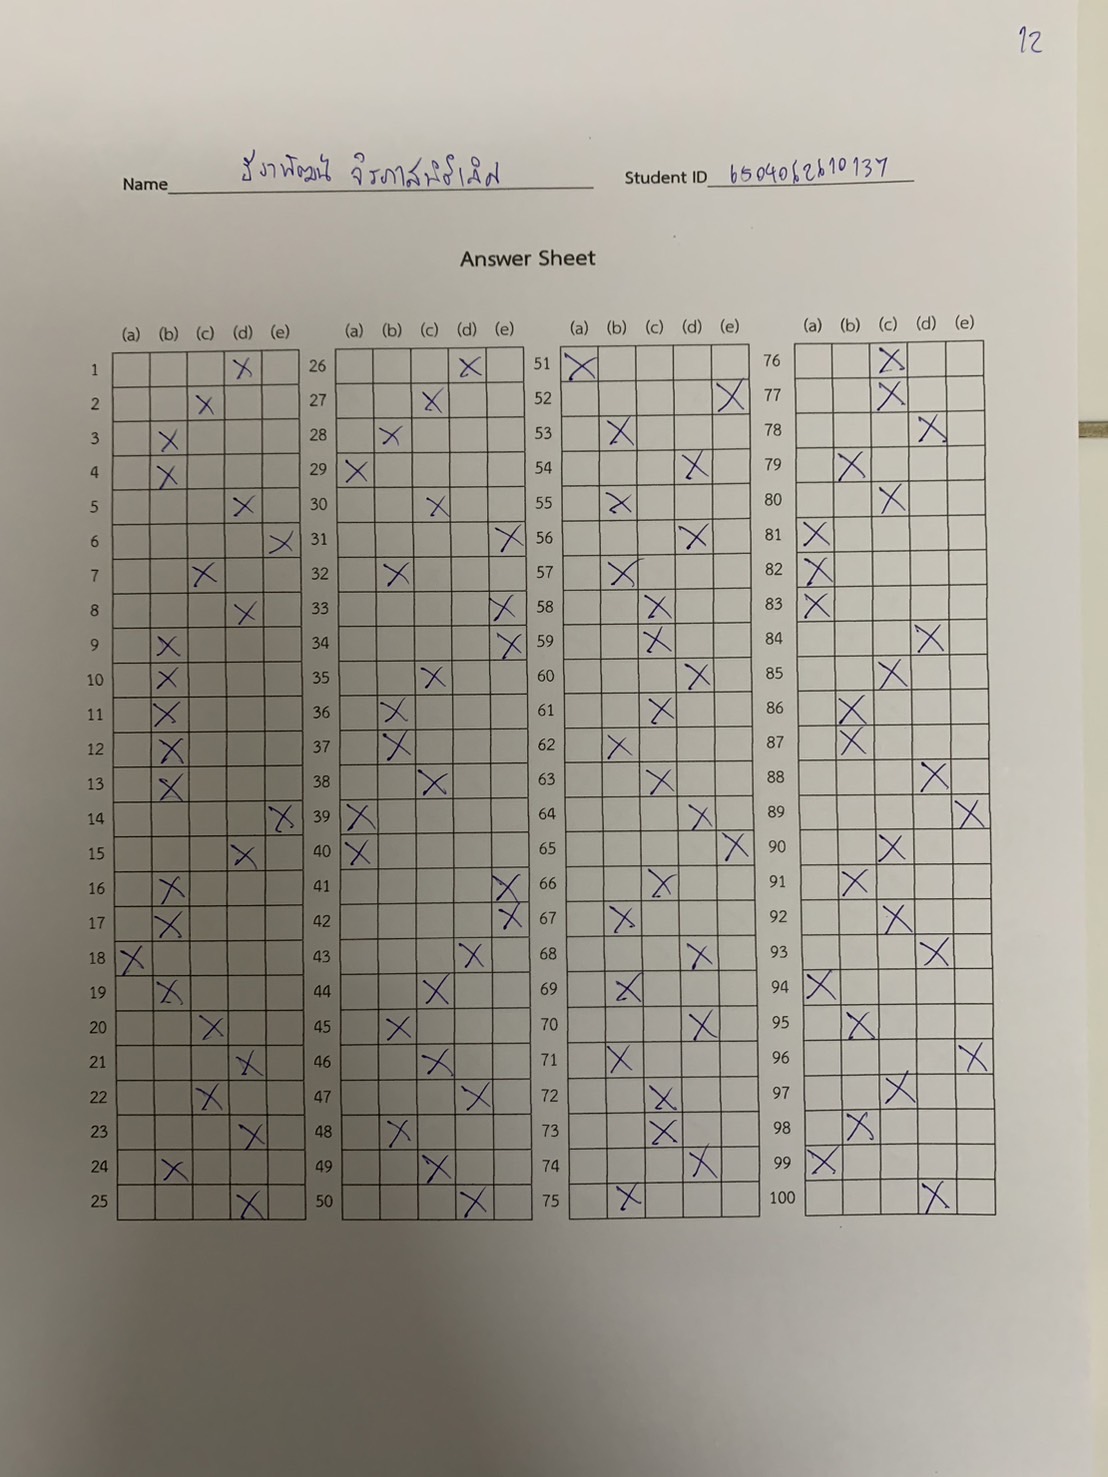 12
Name ธีราพัฒน์ จิรภาสพิธีเลิศ Student ID 6504062610137
Answer Sheet
(a) (b) (c) (d) (e) (a) (b) (c) (d) (e) (a) (b) (c) (d) (e) (a) (b) (c) (d) (e)
1 26 51 76
2 27 52 77
3 28 53 78
4 29 54 79
5 30 55 80
6 31 56 81
7 32 57 82
8 33 58 83
9 34 59 84
10 35 60 85
11 36 61 86
12 37 62 87
13 38 63 88
14 39 64 89
15 40 65 90
16 41 66 91
17 42 67 92
18 43 68 93
19 44 69 94
20 45 70 95
21 46 71 96
22 47 72 97
23 48 73 98
24 49 74 99
25 50 75 100